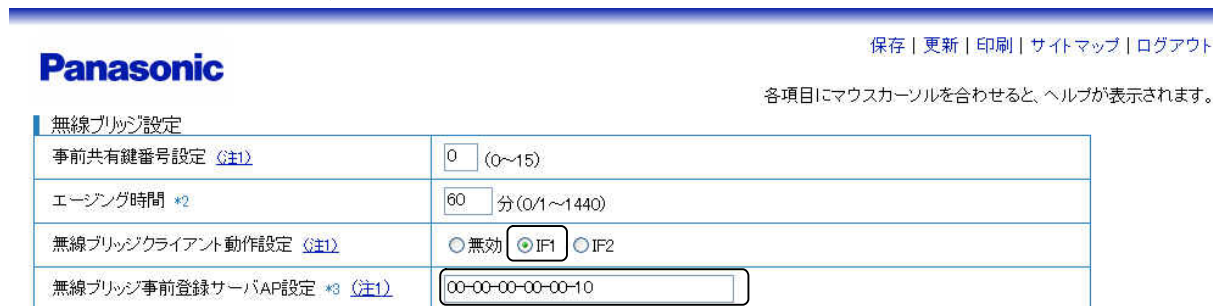 保存 | 更新 | 印刷 | サイトマップ | ログアウト
Panasonic
各項目にマウスカーソルを合わせると、ヘルプが表示されます。
無線ブリッジ設定
事前共有鍵番号設定 (注1) 0 (0~15)
エージング時間 *2 60 分(0/1~1440)
無線ブリッジクライアント動作設定 (注1) 無効 IF1 IF2
無線ブリッジ事前登録サーバAP設定 *3 (注1) 00-00-00-00-00-10